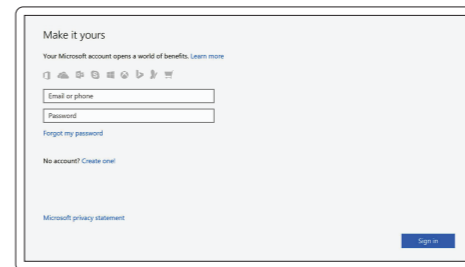 Make it yours
Your Microsoft account opens a world of benefits. Learn more
Email or phone
Password
Forgot my password
No account? Create one!
Microsoft privacy statement
Sign in